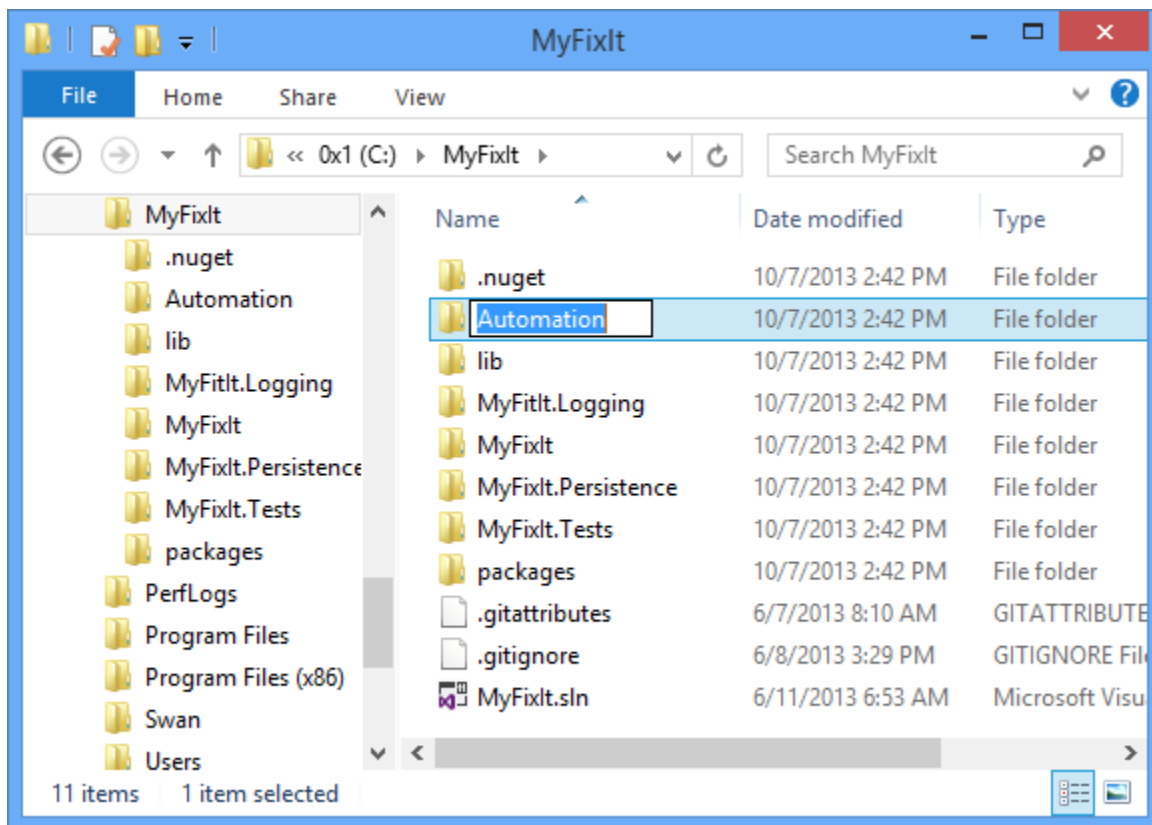 MyFixIt
File Home Share View
« 0x1 (C:) MyFixIt Search MyFixIt
MyFixIt
.nuget
Automation
lib
MyFitIt.Logging
MyFixIt
MyFixIt.Persistence
MyFixIt.Tests
packages
PerfLogs
Program Files
Program Files (x86)
Swan
Users
Name Date modified Type
.nuget 10/7/2013 2:42 PM File folder
Automation 10/7/2013 2:42 PM File folder
lib 10/7/2013 2:42 PM File folder
MyFitIt.Logging 10/7/2013 2:42 PM File folder
MyFixIt 10/7/2013 2:42 PM File folder
MyFixIt.Persistence 10/7/2013 2:42 PM File folder
MyFixIt.Tests 10/7/2013 2:42 PM File folder
packages 10/7/2013 2:42 PM File folder
.gitattributes 6/7/2013 8:10 AM GITATTRIBUTE
.gitignore 6/8/2013 3:29 PM GITIGNORE File
MyFixIt.sln 6/11/2013 6:53 AM Microsoft Visu
11 items 1 item selected